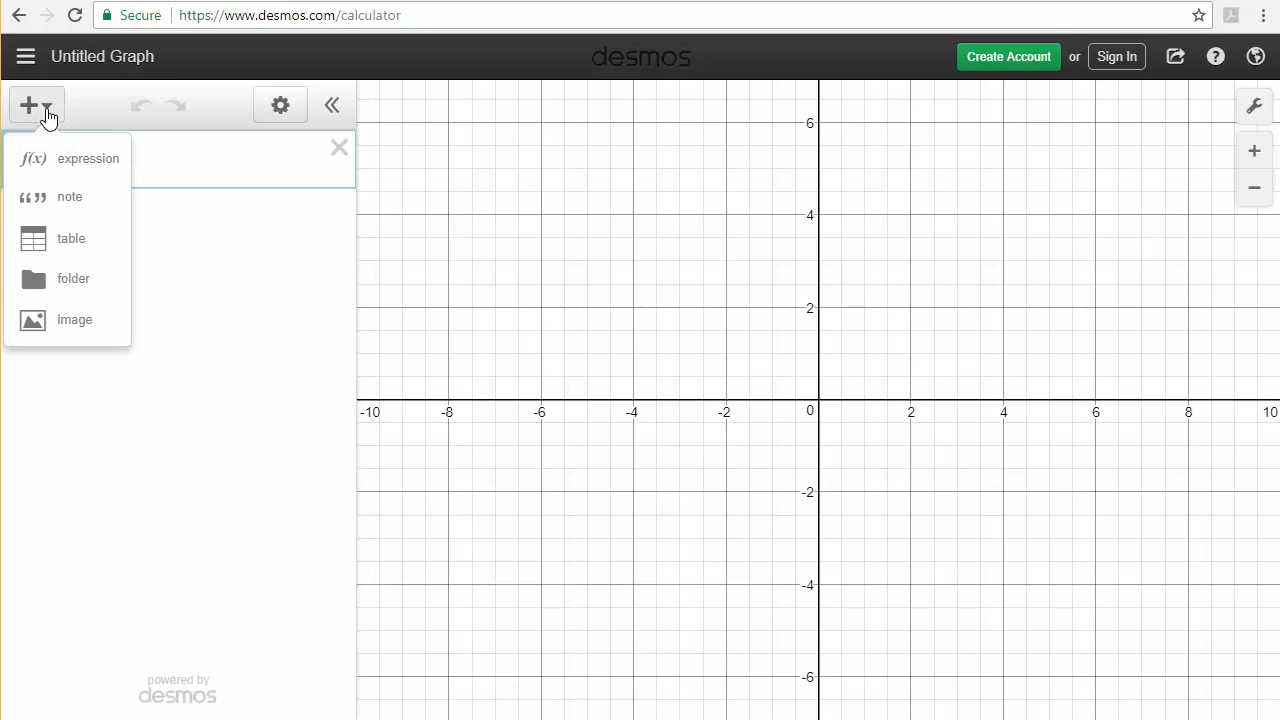 Secure
https://www.desmos.com/calculator
Untitled Graph
desmos
Create Account
or
Sign In
f(x) expression
note
table
folder
image
6
4
2
-10 -8 -6 -4 -2 0 2 4 6 8 10
-2
-4
-6
powered by
desmos